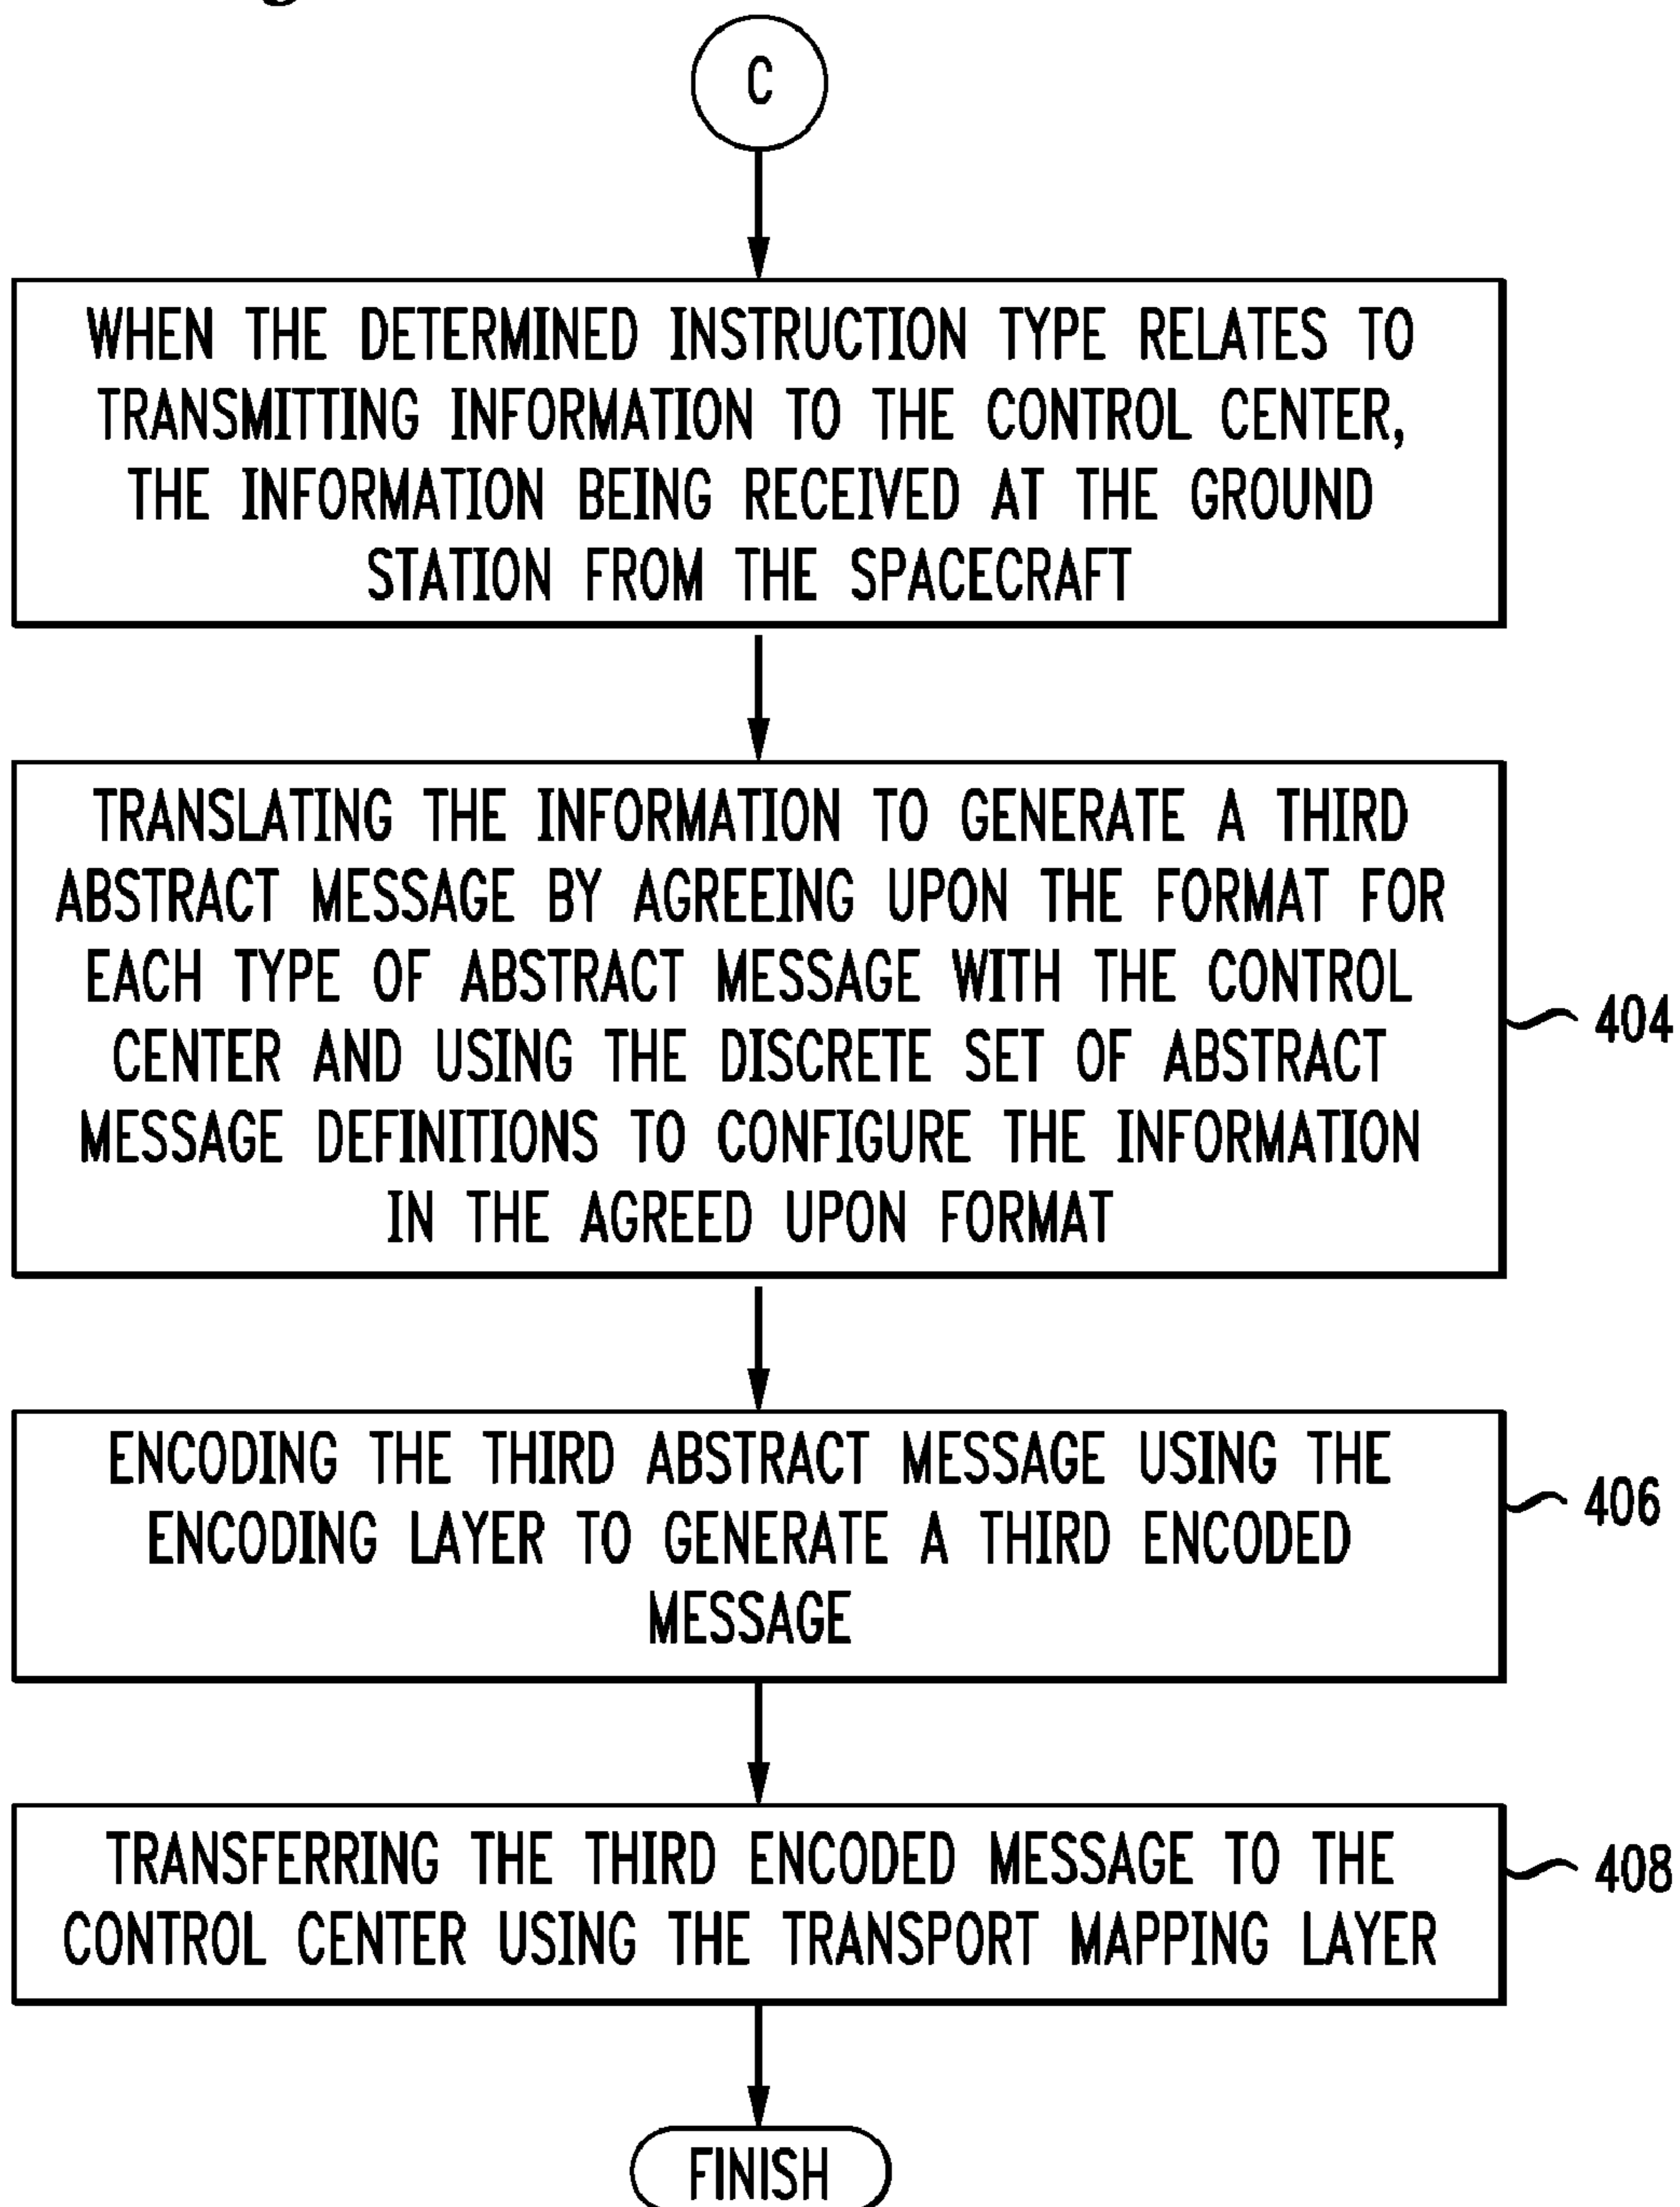 C
WHEN THE DETERMINED INSTRUCTION TYPE RELATES TO
TRANSMITTING INFORMATION TO THE CONTROL CENTER,
THE INFORMATION BEING RECEIVED AT THE GROUND
STATION FROM THE SPACECRAFT
TRANSLATING THE INFORMATION TO GENERATE A THIRD
ABSTRACT MESSAGE BY AGREEING UPON THE FORMAT FOR
EACH TYPE OF ABSTRACT MESSAGE WITH THE CONTROL
CENTER AND USING THE DISCRETE SET OF ABSTRACT
MESSAGE DEFINITIONS TO CONFIGURE THE INFORMATION
IN THE AGREED UPON FORMAT
404
ENCODING THE THIRD ABSTRACT MESSAGE USING THE
ENCODING LAYER TO GENERATE A THIRD ENCODED
MESSAGE
406
TRANSFERRING THE THIRD ENCODED MESSAGE TO THE
CONTROL CENTER USING THE TRANSPORT MAPPING LAYER
408
FINISH